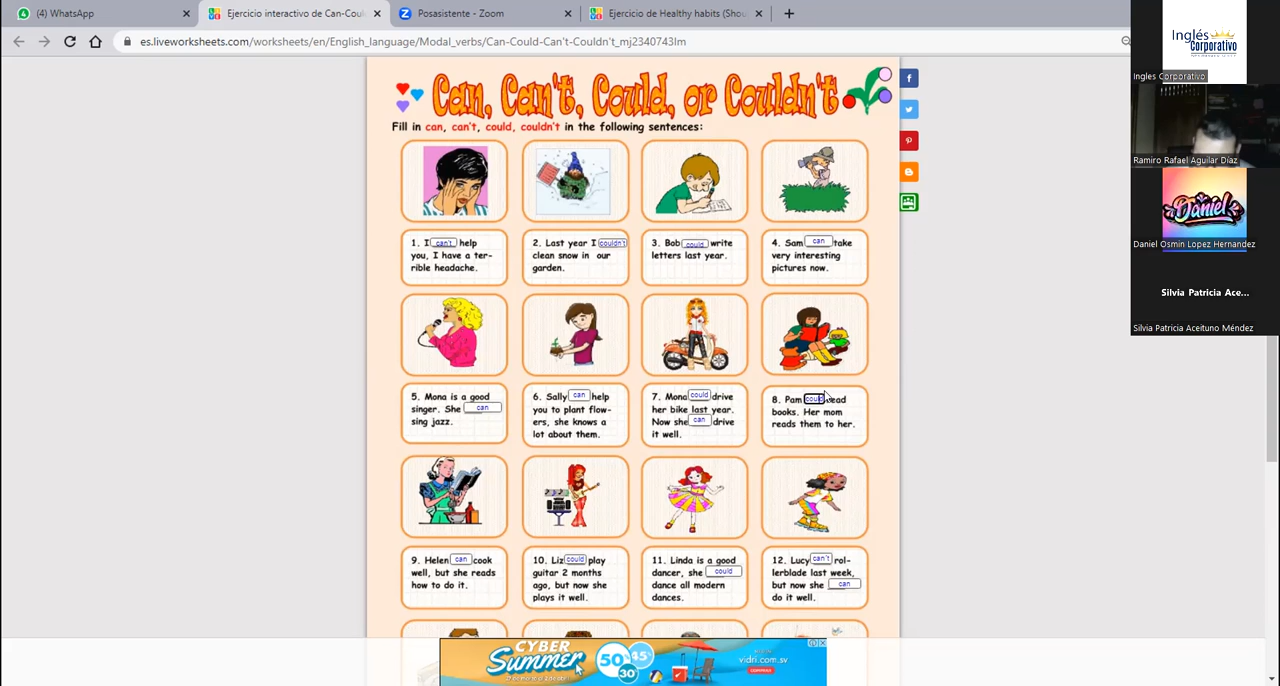 (4) WhatsApp
Ejercicio interactivo de Can-Coul
Posasistente - Zoom
Ejercicio de Healthy habits (Shou
es.liveworksheets.com/worksheets/en/English_language/Modal_verbs/Can-Could-Can't-Couldn't_mj2340743lm
Inglés
Corporativo
Ingles Corporativo
Ramiro Rafael Aguilar Díaz
Daniel
Daniel Osmin Lopez Hernandez
Silvia Patricia Ace...
Silvia Patricia Aceituno Méndez
Can, Can't, Could, or Couldn't
Fill in can, can't, could, couldn't in the following sentences:
1. I can't help
you, I have a ter-
rible headache.
2. Last year I couldn't
clean snow in our
garden.
3. Bob could write
letters last year.
4. Sam can take
very interesting
pictures now.
5. Mona is a good
singer. She can
sing jazz.
6. Sally can help
you to plant flow-
ers, she knows a
lot about them.
7. Mona could drive
her bike last year.
Now she can drive
it well.
8. Pam could read
books. Her mom
reads them to her.
9. Helen can cook
well, but she reads
how to do it.
10. Liz could play
guitar 2 months
ago, but now she
plays it well.
11. Linda is a good
dancer, she could
dance all modern
dances.
12. Lucy can't rol-
lerblade last week,
but now she can
do it well.
CYBER
Summer
50%
45%
30
vidri.com.sv